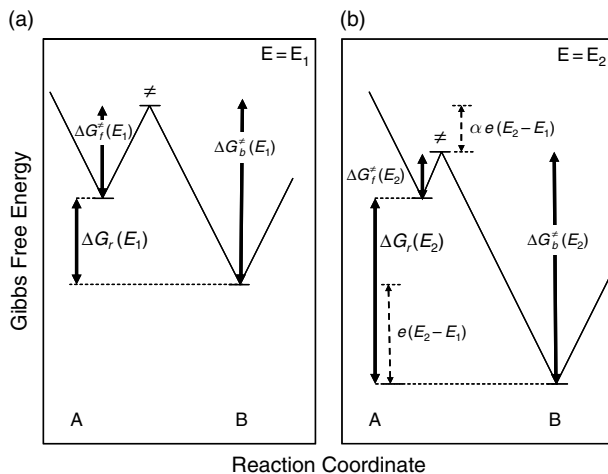 (a)
E = E₁
≠
ΔG≠f (E₁)
ΔG≠b (E₁)
ΔGr (E₁)
A
B
(b)
E = E₂
≠
α e (E₂ – E₁)
ΔG≠f (E₂)
ΔGr (E₂)
ΔG≠b (E₂)
e (E₂ – E₁)
A
B
Gibbs Free Energy
Reaction Coordinate